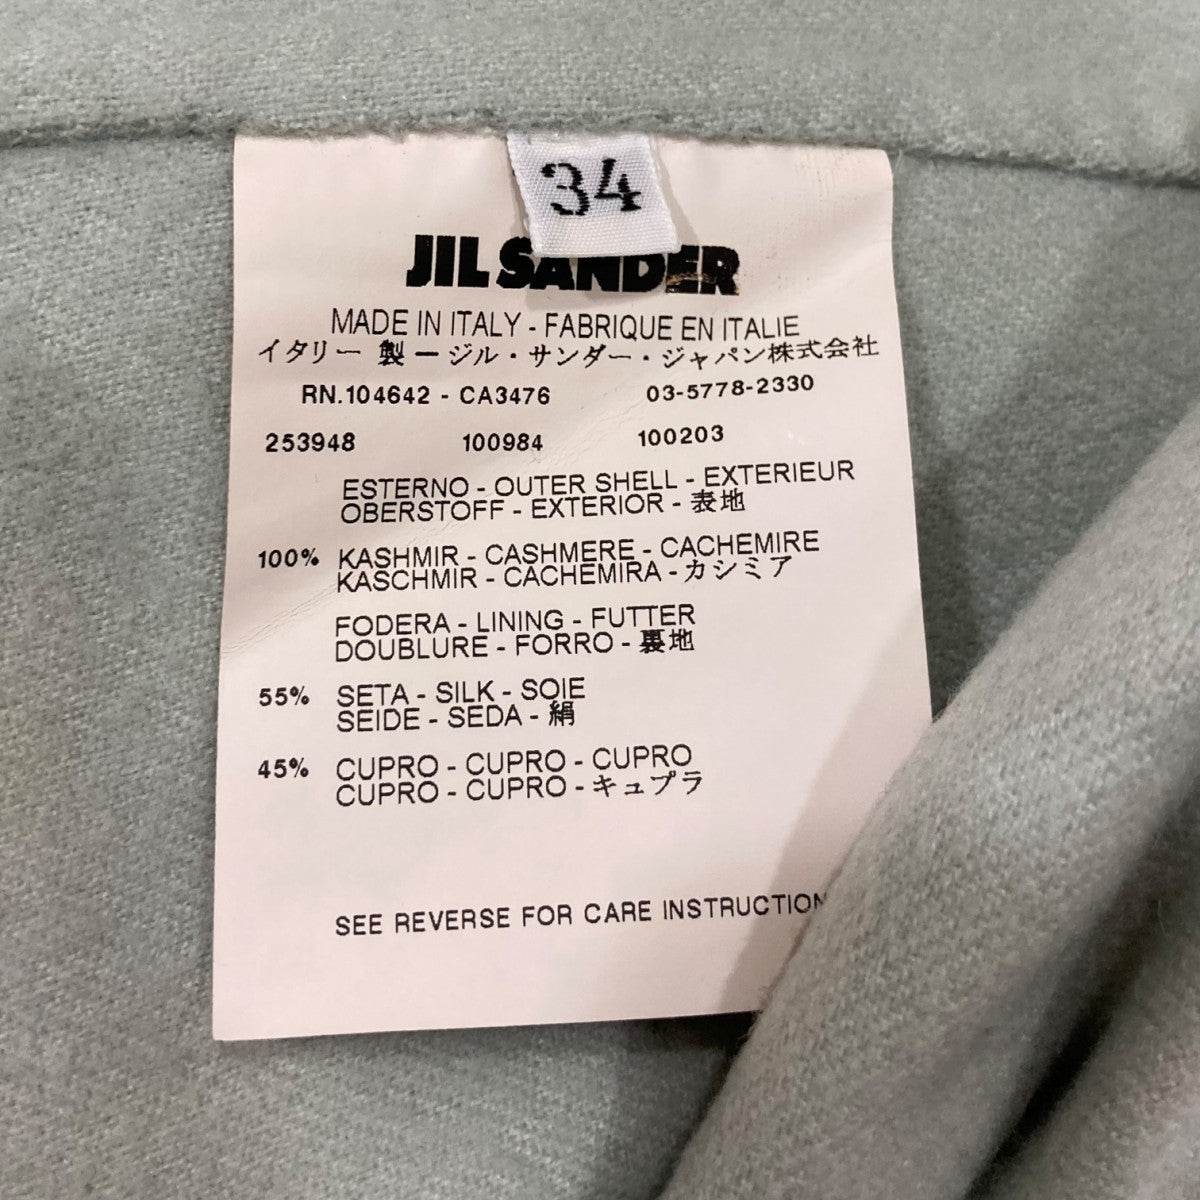 34
JIL SANDER
MADE IN ITALY - FABRIQUE EN ITALIE
イタリー 製 ー ジル・サンダー・ジャパン株式会社
RN.104642 - CA3476 03-5778-2330
253948 100984 100203
ESTERNO - OUTER SHELL - EXTERIEUR
OBERSTOFF - EXTERIOR - 表地
100% KASHMIR - CASHMERE - CACHEMIRE
KASCHMIR - CACHEMIRA - カシミア
FODERA - LINING - FUTTER
DOUBLURE - FORRO - 裏地
55% SETA - SILK - SOIE
SEIDE - SEDA - 絹
45% CUPRO - CUPRO - CUPRO
CUPRO - CUPRO - キュプラ
SEE REVERSE FOR CARE INSTRUCTION